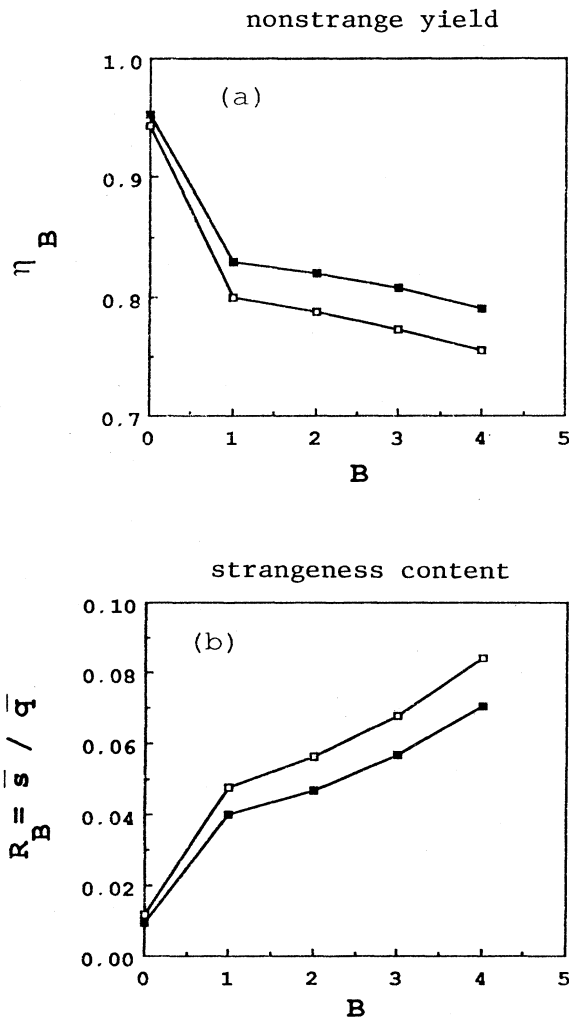 nonstrange yield
(a)
1.0
0.9
0.8
0.7
η B
0 1 2 3 4 5
B
strangeness content
(b)
0.10
0.08
0.06
0.04
0.02
0.00
R_B = s̄ / q̄
0 1 2 3 4 5
B